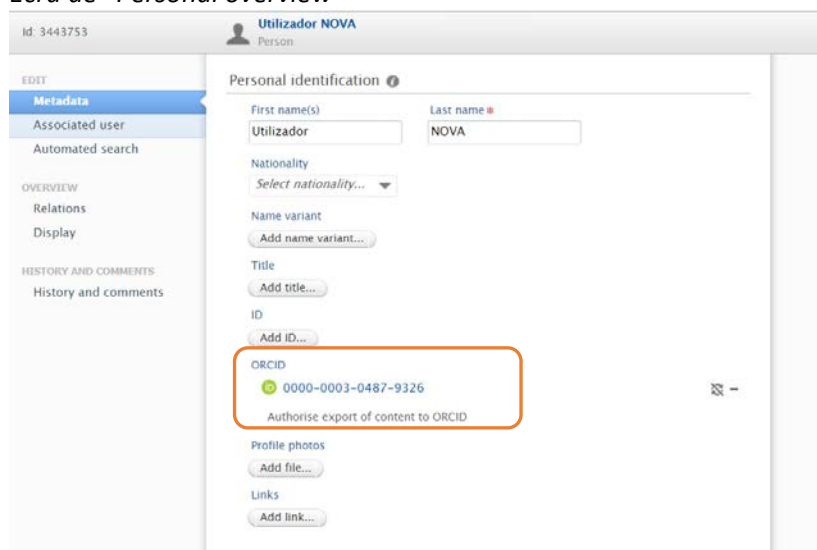 Id: 3443753
Utilizador NOVA
Person
EDIT
Metadata
Associated user
Automated search
OVERVIEW
Relations
Display
HISTORY AND COMMENTS
History and comments
Personal identification
First name(s) Last name *
Utilizador NOVA
Nationality
Select nationality...
Name variant
Add name variant...
Title
Add title...
ID
Add ID...
ORCID
iD 0000-0003-0487-9326
Authorise export of content to ORCID
Profile photos
Add file...
Links
Add link...